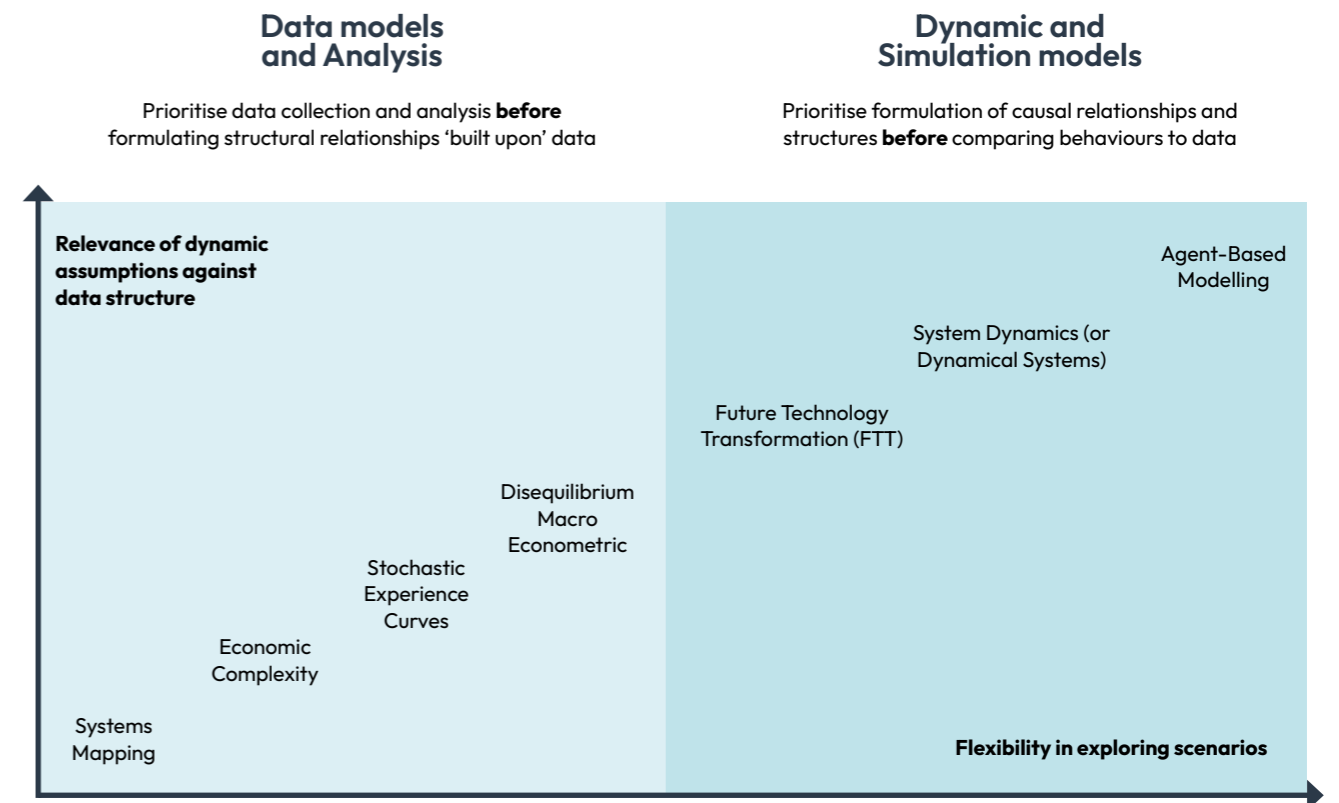 Data models
and Analysis
Prioritise data collection and analysis before
formulating structural relationships ‘built upon’ data
Dynamic and
Simulation models
Prioritise formulation of causal relationships and
structures before comparing behaviours to data
Relevance of dynamic
assumptions against
data structure
Agent-Based
Modelling
System Dynamics (or
Dynamical Systems)
Future Technology
Transformation (FTT)
Disequilibrium
Macro
Econometric
Stochastic
Experience
Curves
Economic
Complexity
Systems
Mapping
Flexibility in exploring scenarios